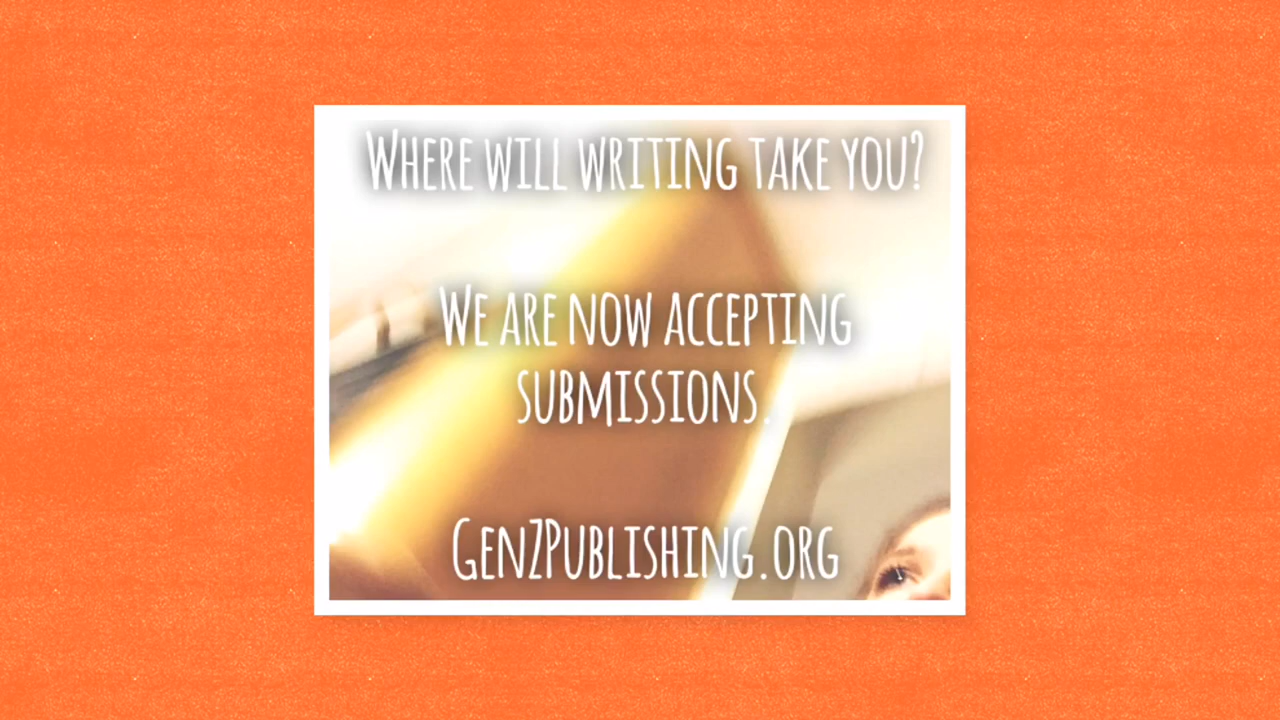 Where will writing take you?
We are now accepting
submissions.
GenZPublishing.org